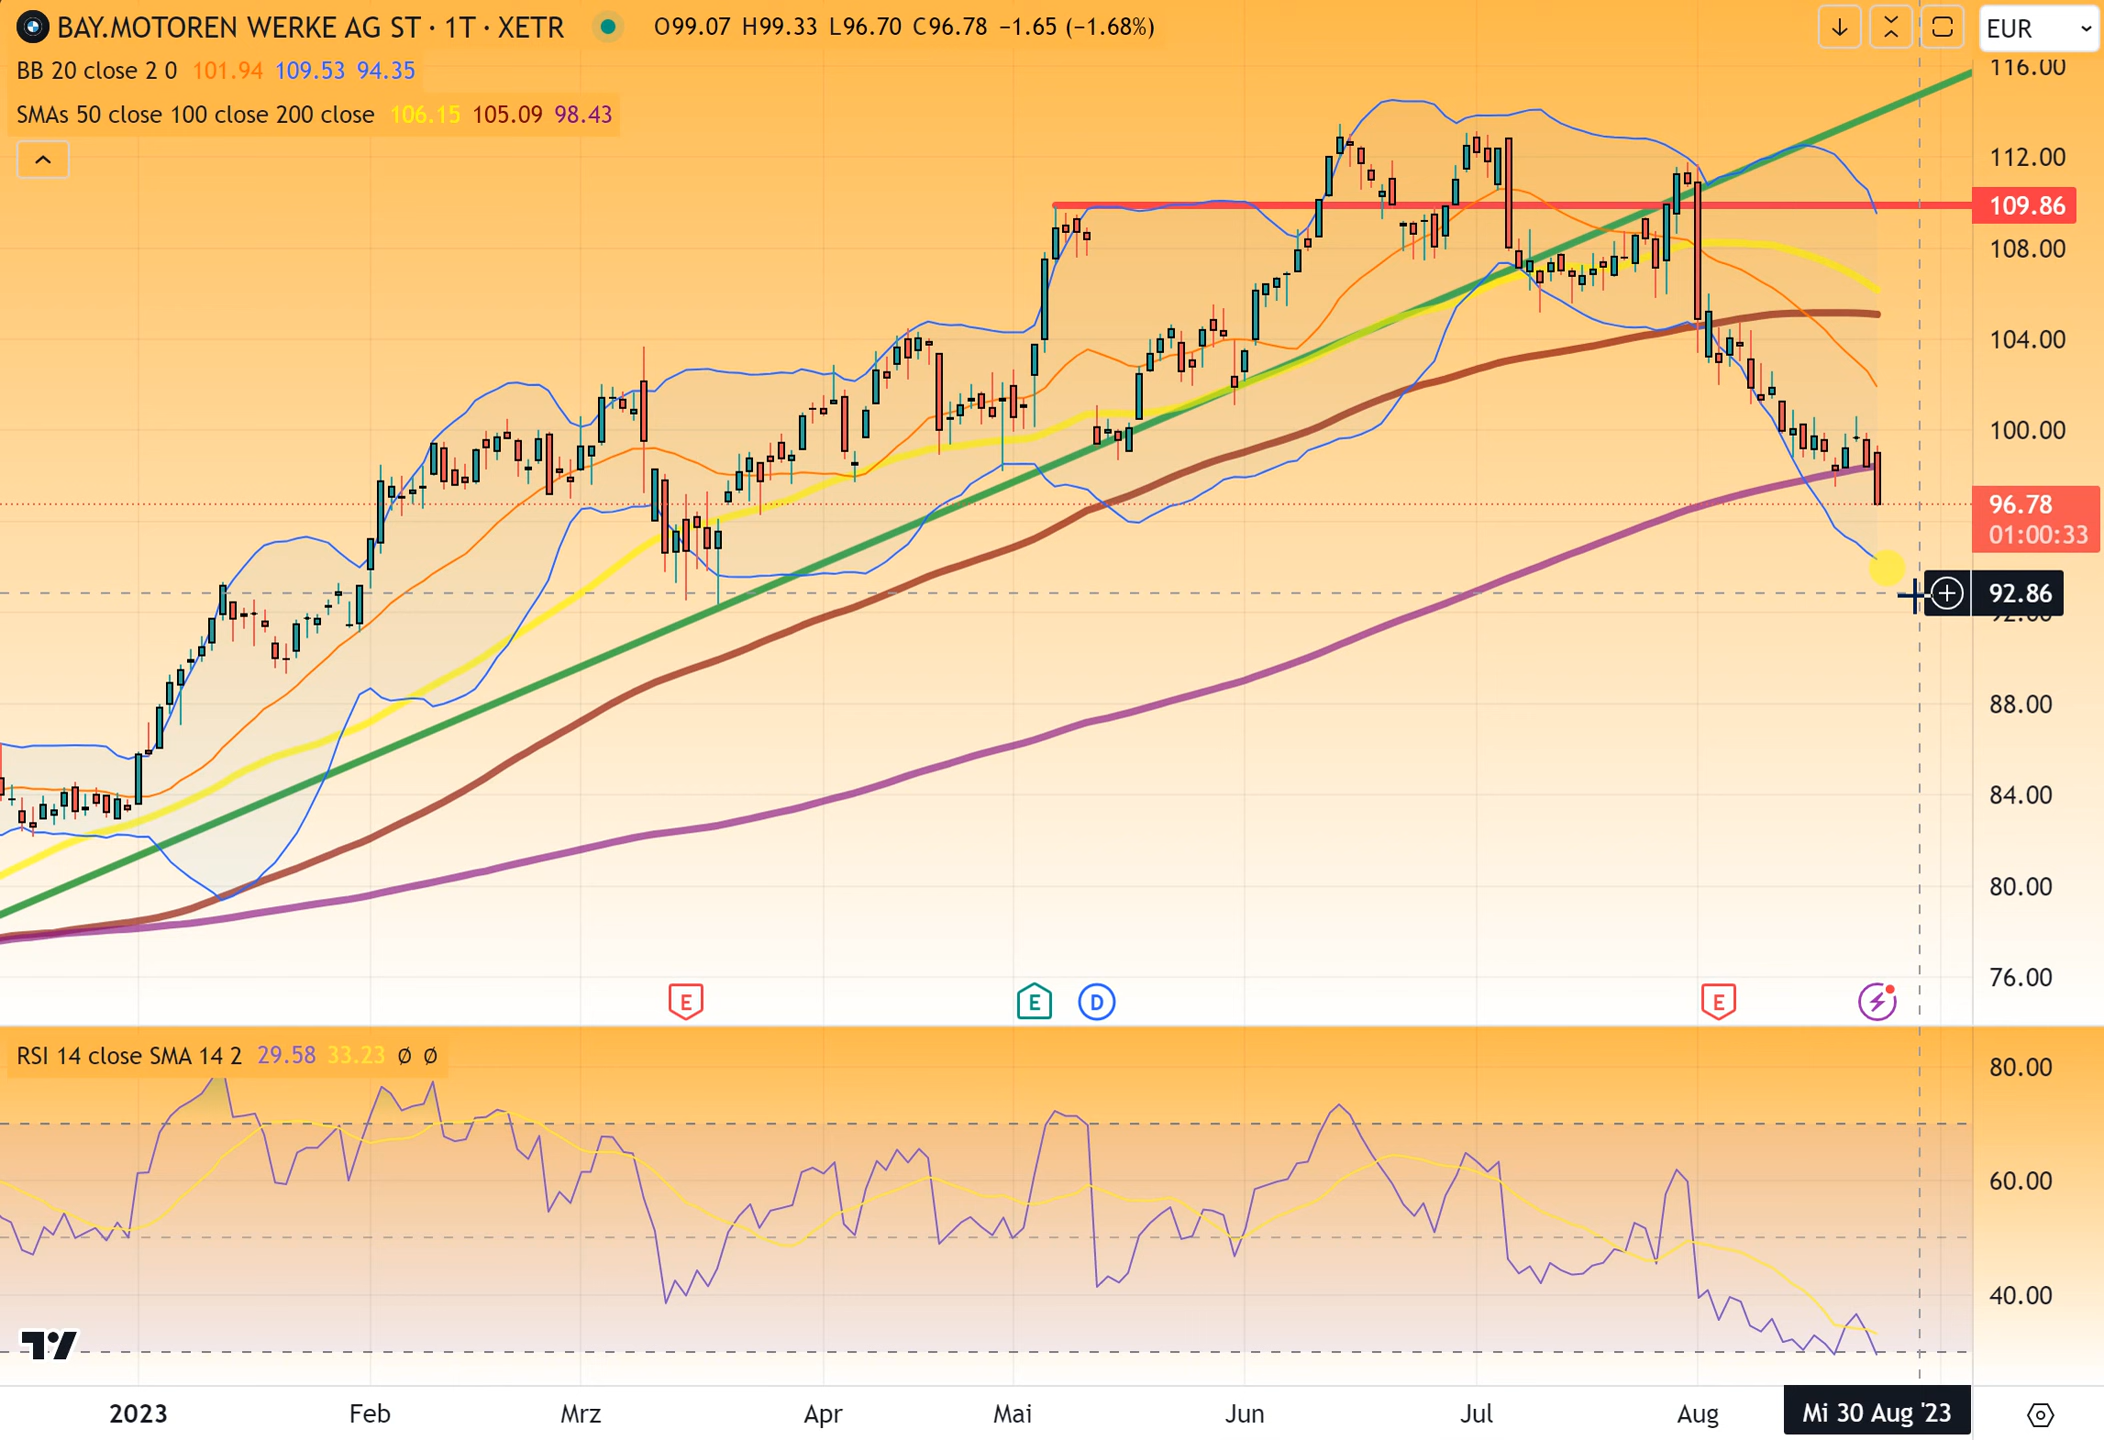 BAY.MOTOREN WERKE AG ST · 1T · XETR O99.07 H99.33 L96.70 C96.78 −1.65 (−1.68%)
EUR
BB 20 close 2 0 101.94 109.53 94.35
SMAs 50 close 100 close 200 close 106.15 105.09 98.43
116.00
112.00
109.86
108.00
104.00
100.00
96.78
01:00:33
92.86
92.00
88.00
84.00
80.00
76.00
E E D E
RSI 14 close SMA 14 2 29.58 33.23 Ø Ø
80.00
60.00
40.00
2023 Feb Mrz Apr Mai Jun Jul Aug Mi 30 Aug '23